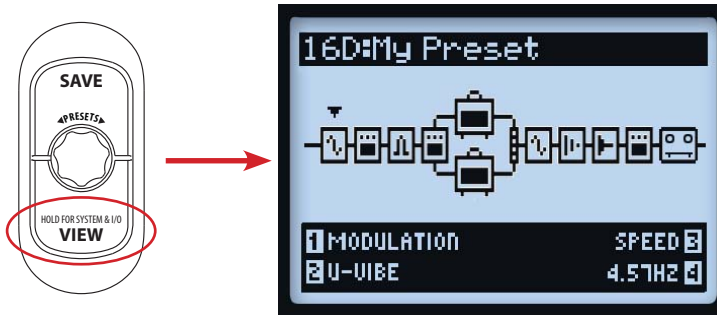 SAVE
◀PRESETS▶
HOLD FOR SYSTEM & I/O
VIEW
16D:My Preset
1 MODULATION SPEED 3
2 U-VIBE 4.57HZ 4